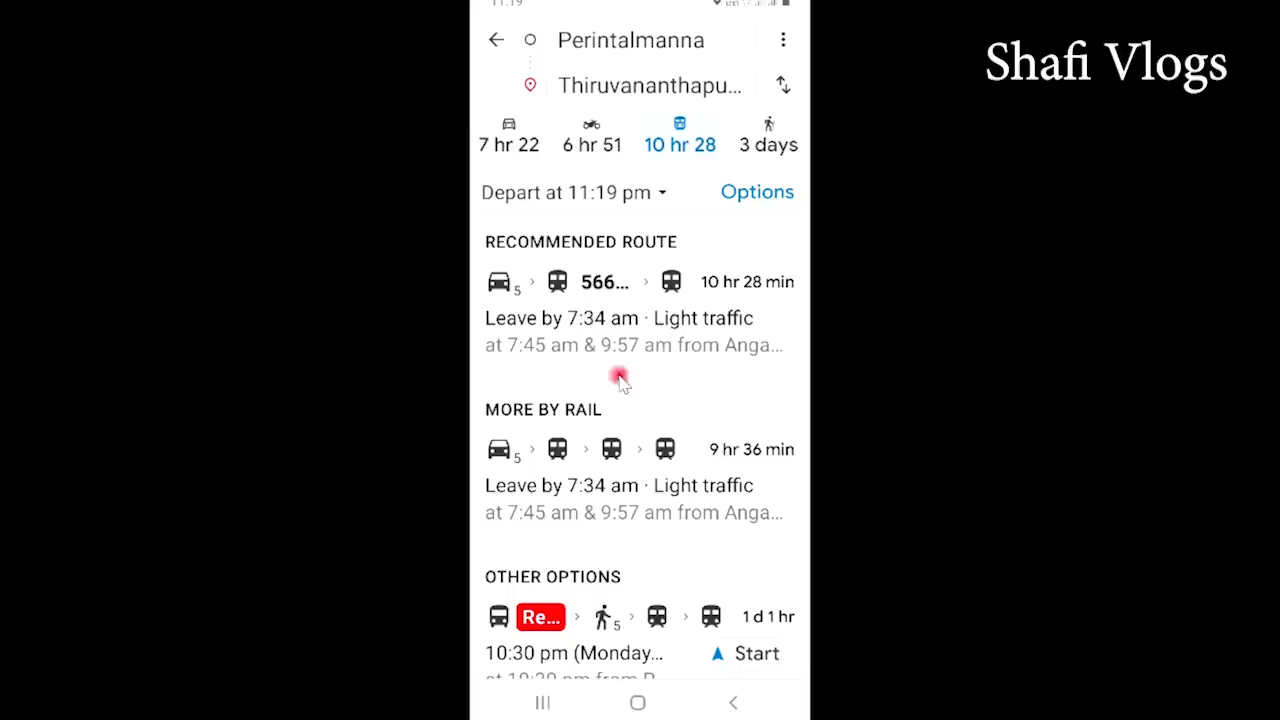 11:19
Shafi Vlogs
Perintalmanna
Thiruvananthapu...
7 hr 22 6 hr 51 10 hr 28 3 days
Depart at 11:19 pm Options
RECOMMENDED ROUTE
5 566... 10 hr 28 min
Leave by 7:34 am · Light traffic
at 7:45 am & 9:57 am from Anga...
MORE BY RAIL
5 9 hr 36 min
Leave by 7:34 am · Light traffic
at 7:45 am & 9:57 am from Anga...
OTHER OPTIONS
Re... 5 1 d 1 hr
10:30 pm (Monday... Start